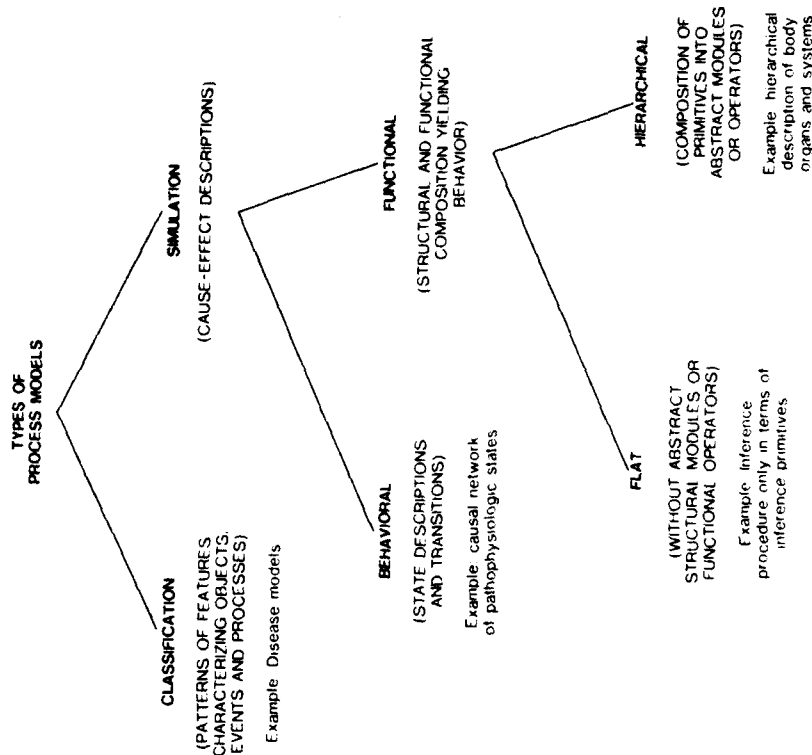 TYPES OF
PROCESS MODELS
CLASSIFICATION
(PATTERNS OF FEATURES
CHARACTERIZING OBJECTS,
EVENTS AND PROCESSES)
Example Disease models
SIMULATION
(CAUSE-EFFECT DESCRIPTIONS)
BEHAVIORAL
(STATE DESCRIPTIONS
AND TRANSITIONS)
Example causal network
of pathophysiologic states
FUNCTIONAL
(STRUCTURAL AND FUNCTIONAL
COMPOSITION YIELDING
BEHAVIOR)
FLAT
(WITHOUT ABSTRACT
STRUCTURAL MODULES OR
FUNCTIONAL OPERATORS)
Example Inference
procedure only in terms of
inference primitives
HIERARCHICAL
(COMPOSITION OF
PRIMITIVES INTO
ABSTRACT MODULES
OR OPERATORS)
Example hierarchical
description of body
organs and systems